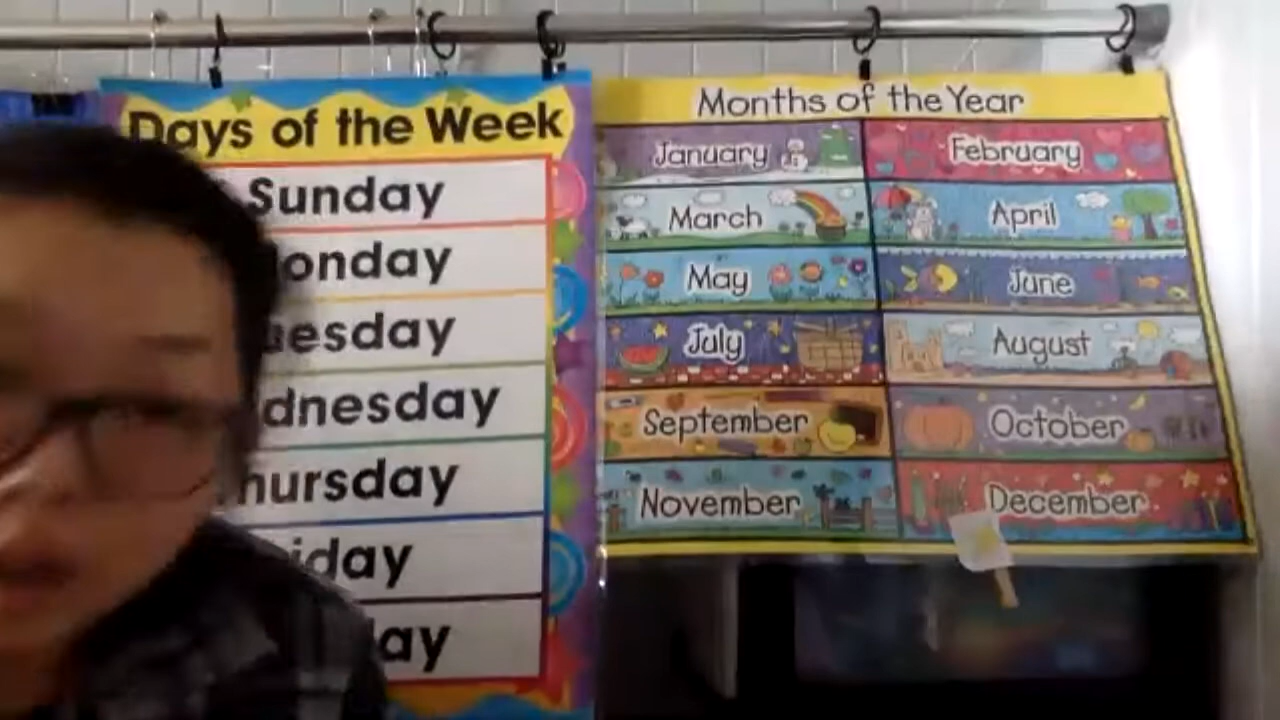 Days of the Week
Sunday
onday
uesday
dnesday
hursday
iday
ay
Months of the Year
January
February
March
April
May
June
July
August
September
October
November
December